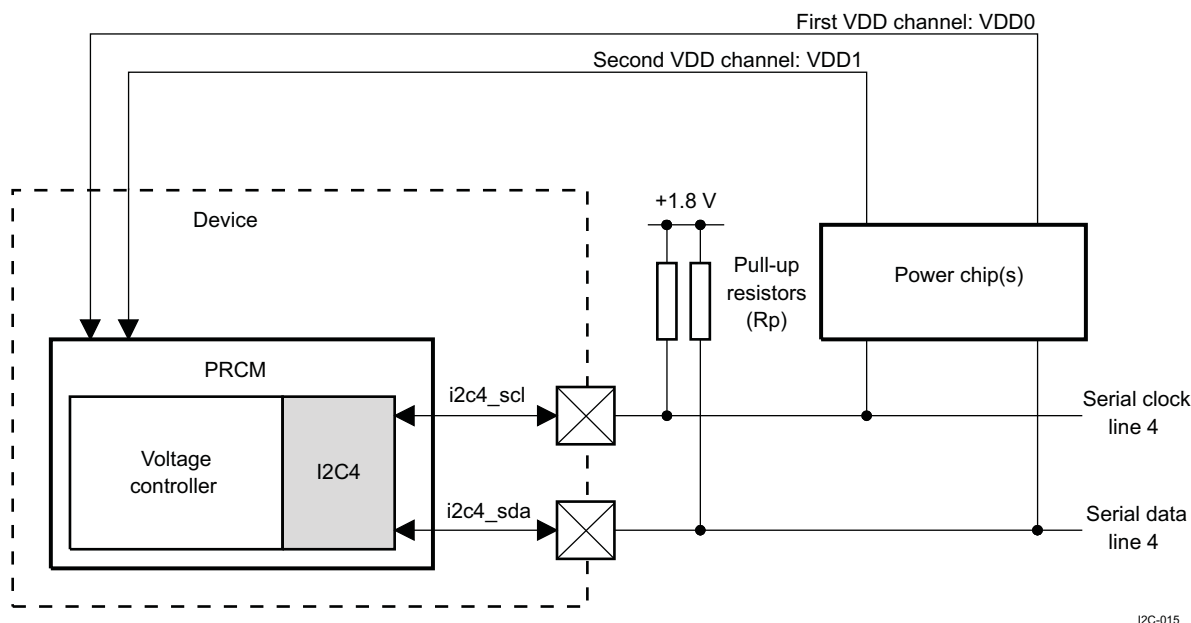 First VDD channel: VDD0
Second VDD channel: VDD1
Device
+1.8 V
Pull-up
resistors
(Rp)
Power chip(s)
PRCM
Voltage
controller
I2C4
i2c4_scl
i2c4_sda
Serial clock
line 4
Serial data
line 4
I2C-015